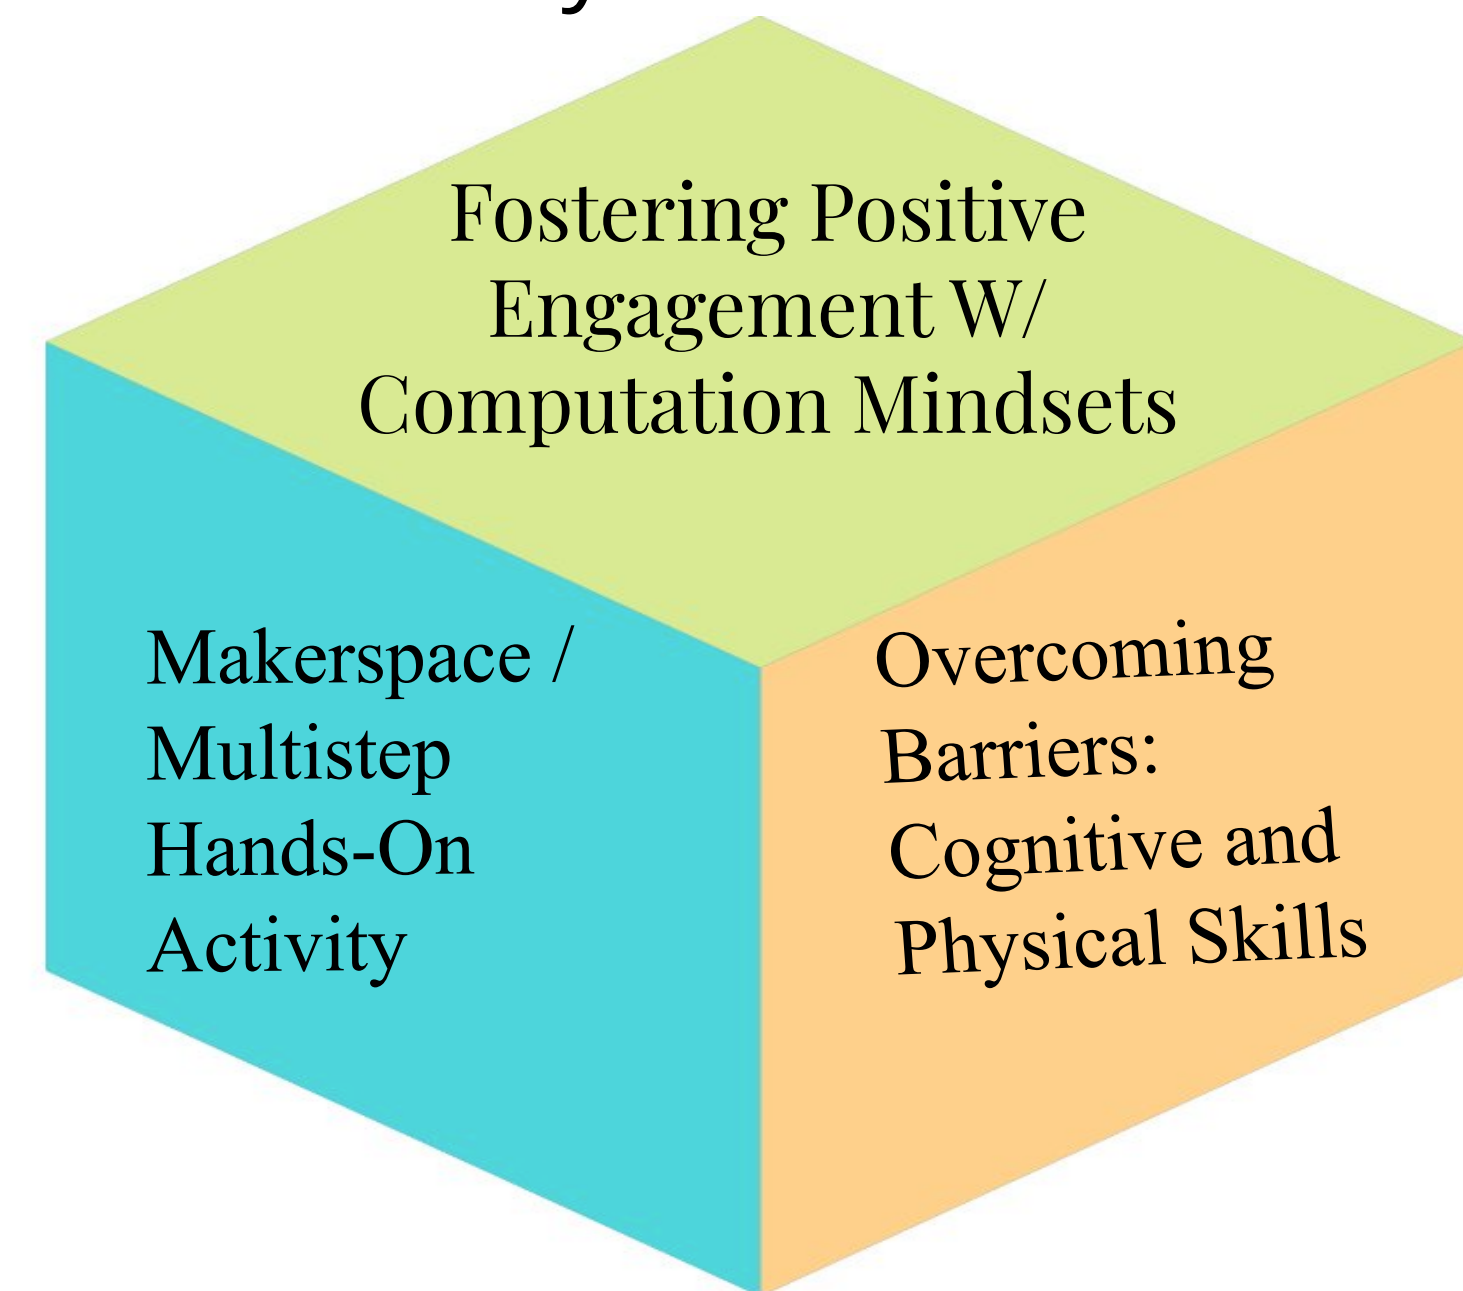 Fostering Positive
Engagement W/
Computation Mindsets
Makerspace /
Multistep
Hands-On
Activity
Overcoming
Barriers:
Cognitive and
Physical Skills